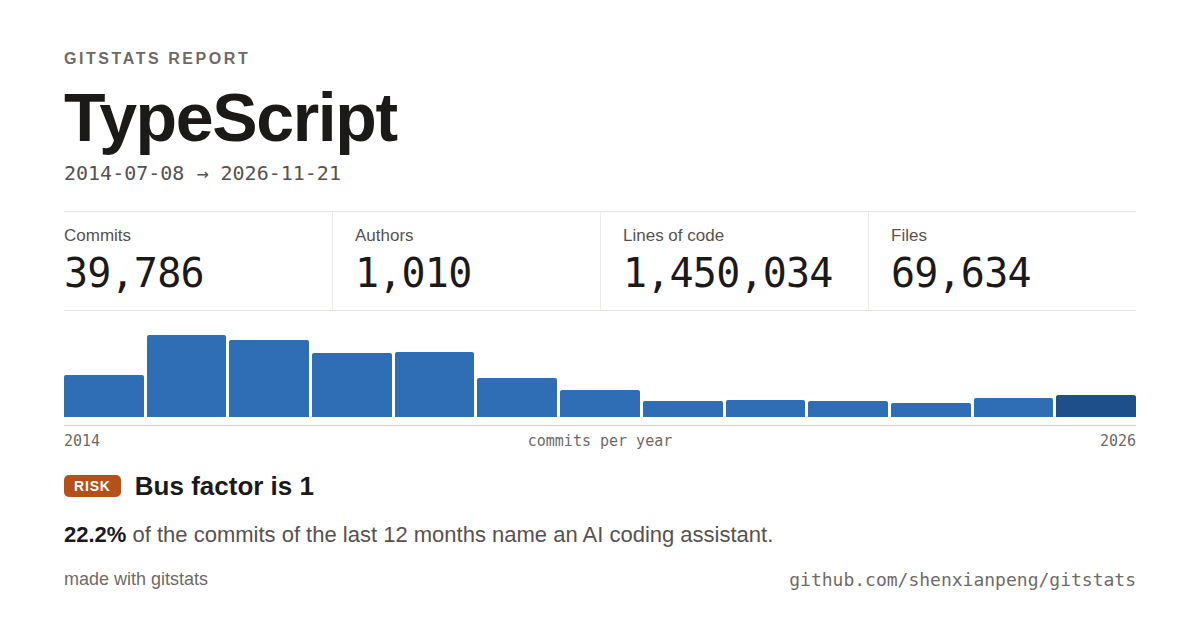 GITSTATS REPORT
TypeScript
2014-07-08 → 2026-11-21
Commits Authors Lines of code Files
39,786 1,010 1,450,034 69,634
2014 commits per year 2026
RISK Bus factor is 1
22.2% of the commits of the last 12 months name an AI coding assistant.
made with gitstats github.com/shenxianpeng/gitstats